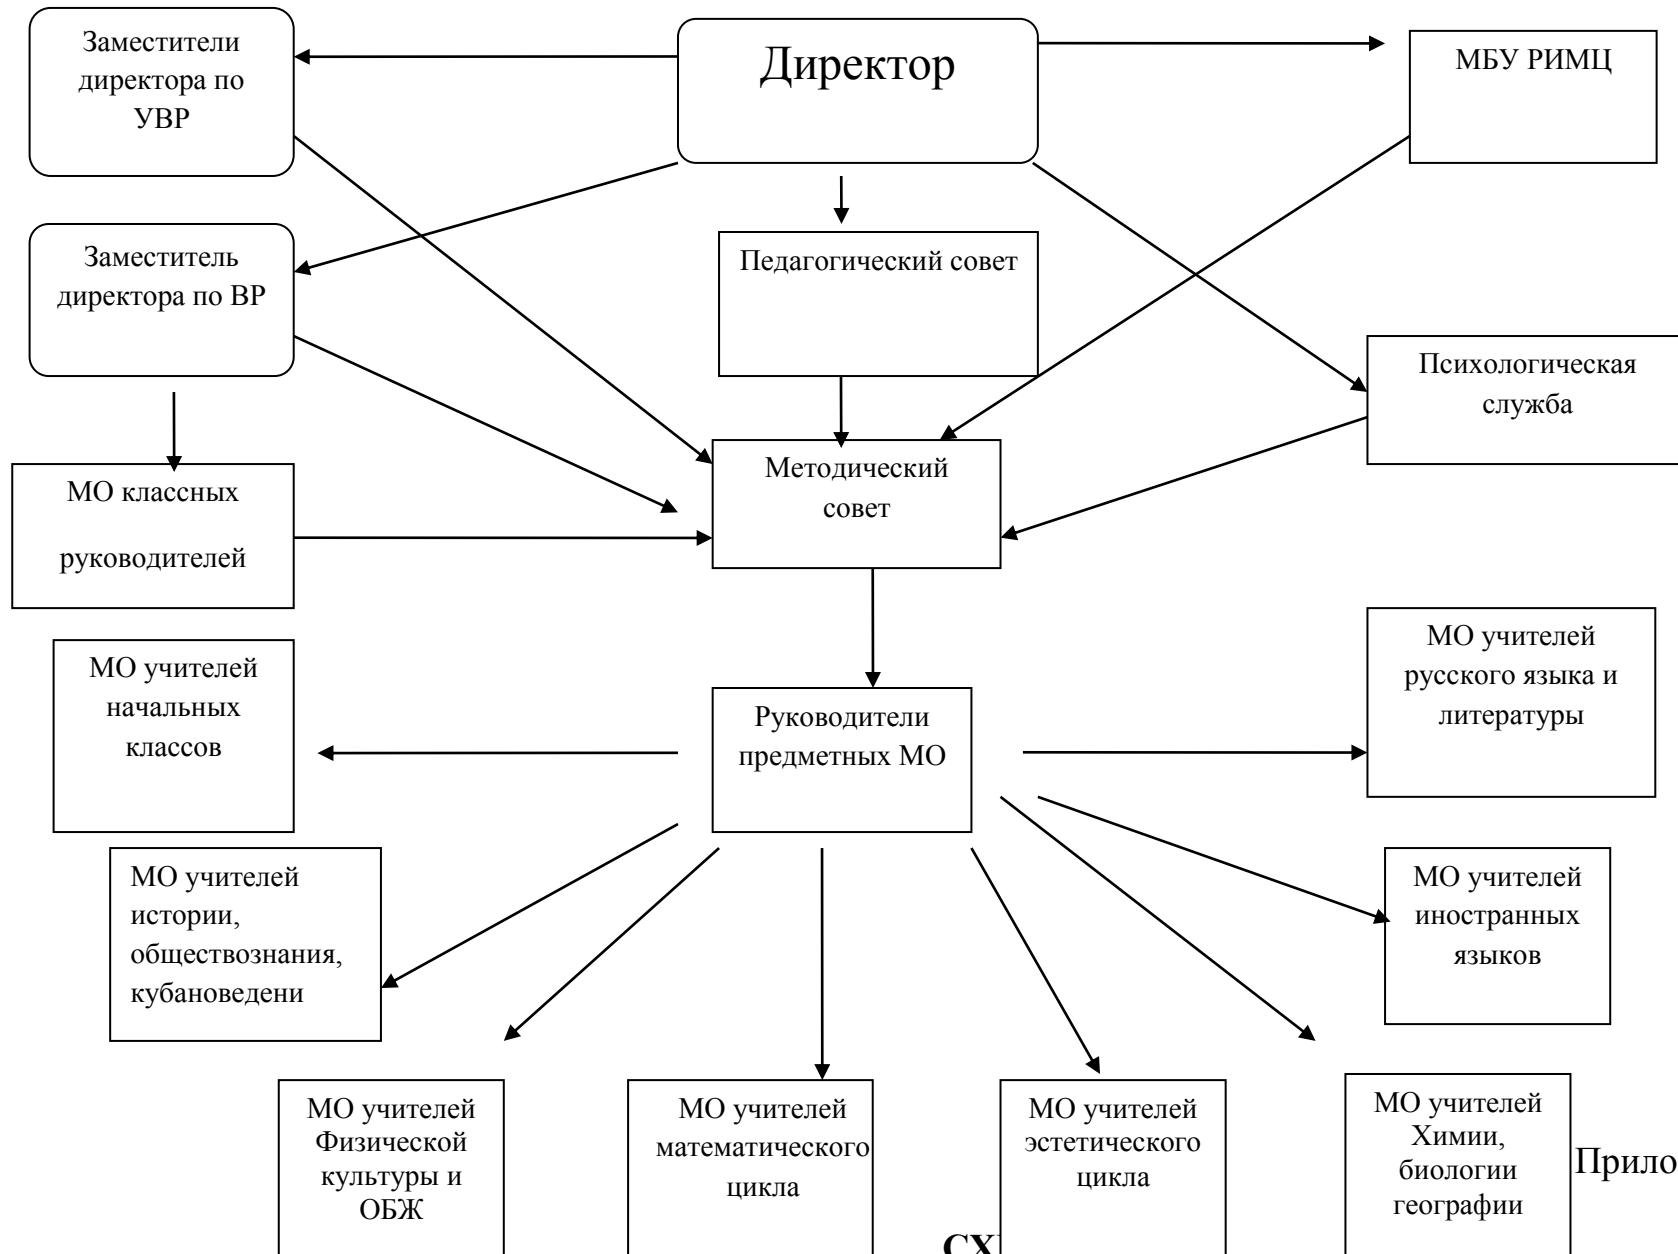 Заместители
директора по
УВР
Директор
МБУ РИМЦ
Заместитель
директора по ВР
Педагогический совет
Психологическая
служба
МО классных
руководителей
Методический
совет
МО учителей
начальных
классов
Руководители
предметных МО
МО учителей
русского языка и
литературы
МО учителей
истории,
обществознания,
кубановедени
МО учителей
иностранных
языков
МО учителей
Физической
культуры и
ОБЖ
МО учителей
математического
цикла
МО учителей
эстетического
цикла
МО учителей
Химии,
биологии
географии
Прило